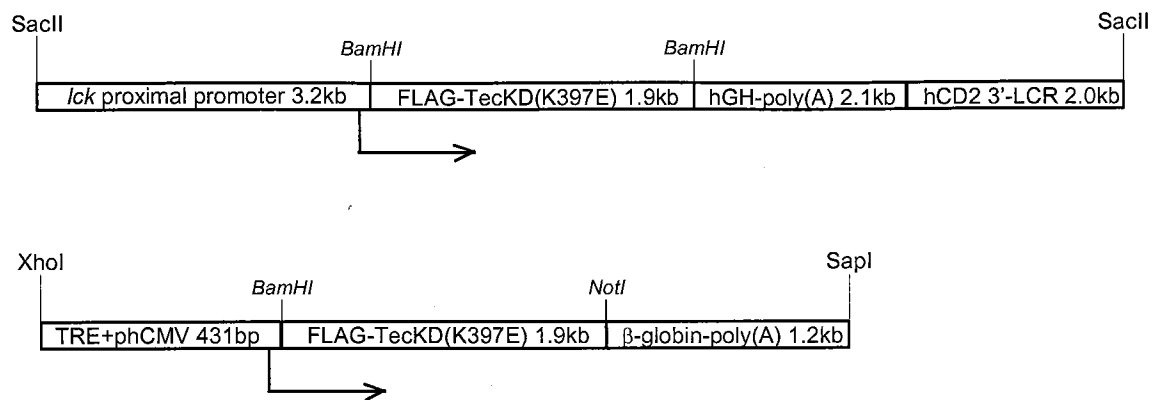 SacII SacII
BamHI BamHI
lck proximal promoter 3.2kb FLAG-TecKD(K397E) 1.9kb hGH-poly(A) 2.1kb hCD2 3'-LCR 2.0kb
XhoI SapI
BamHI NotI
TRE+phCMV 431bp FLAG-TecKD(K397E) 1.9kb β-globin-poly(A) 1.2kb